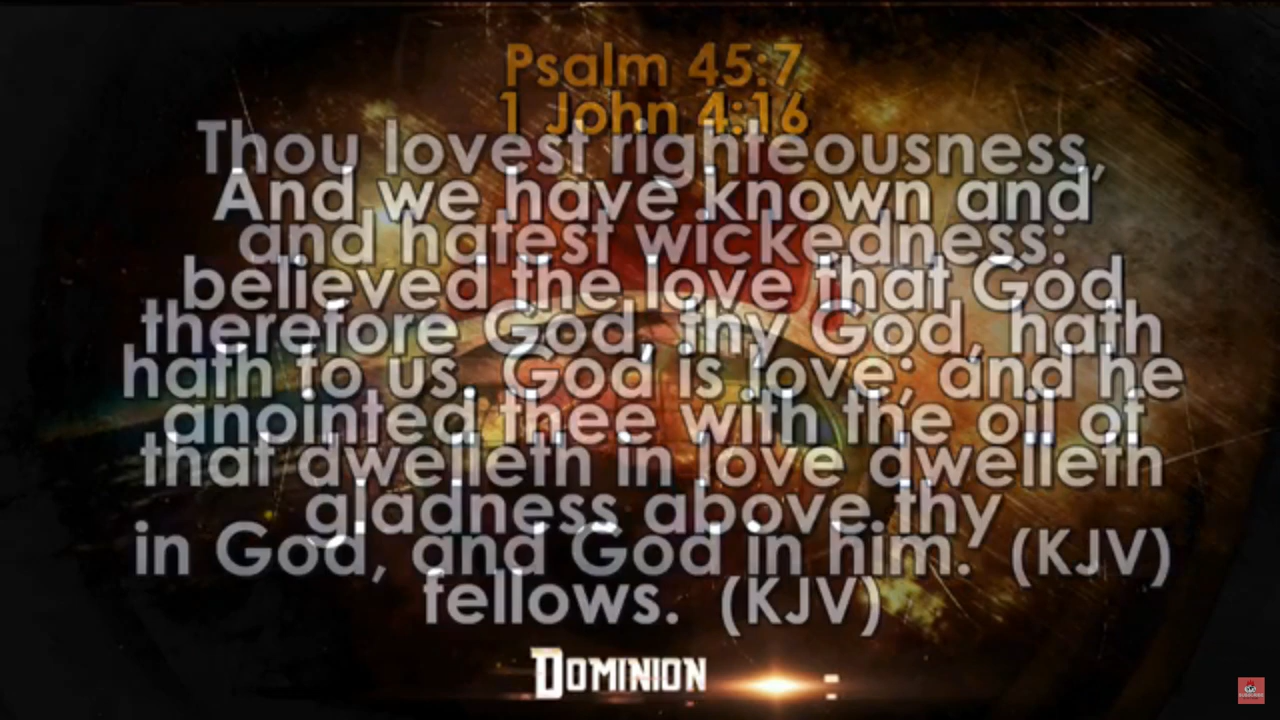 Psalm 45:7
1 John 4:16
Thou lovest righteousness,
And we have known and
and hatest wickedness:
believed the love that God
therefore God, thy God, hath
hath to us. God is love; and he
anointed thee with the oil of
that dwelleth in love dwelleth
gladness above thy
in God, and God in him. (KJV)
fellows. (KJV)
DOMINION